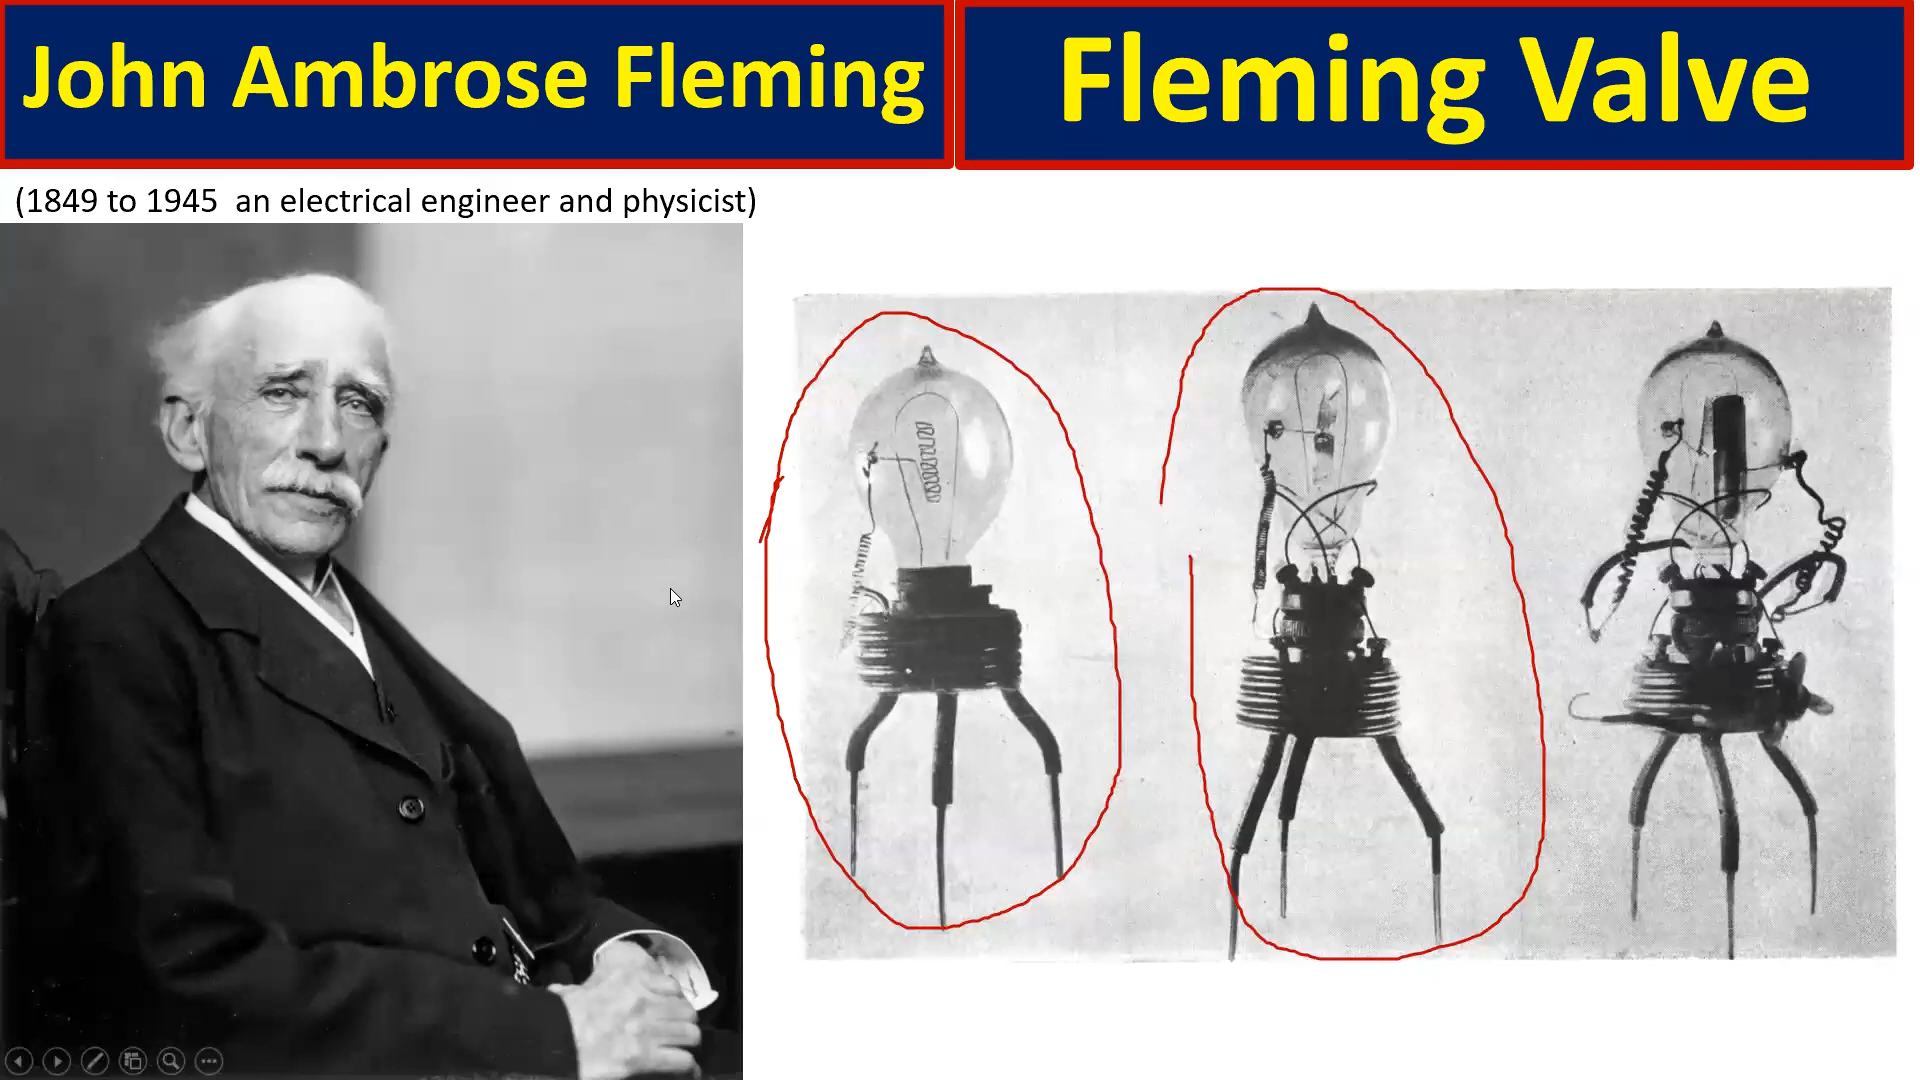 John Ambrose Fleming
Fleming Valve
(1849 to 1945 an electrical engineer and physicist)